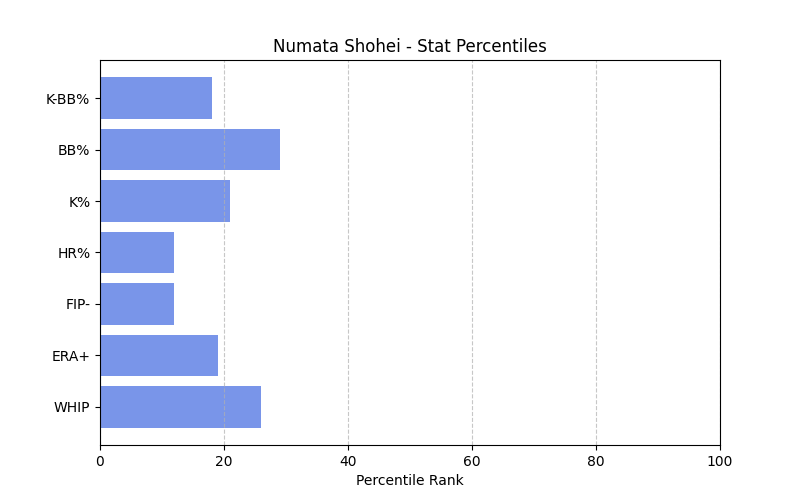 Numata Shohei - Stat Percentiles
K-BB%
BB%
K%
HR%
FIP-
ERA+
WHIP
0 20 40 60 80 100
Percentile Rank